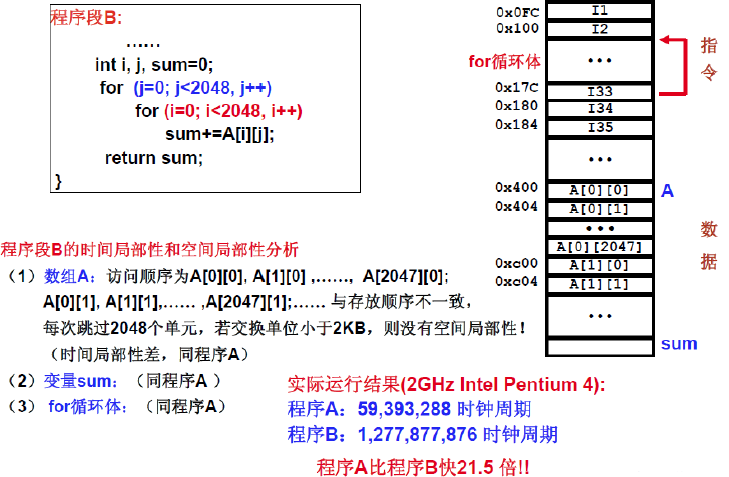 程序段B:
……
int i, j, sum=0;
for (j=0; j<2048, j++)
for (i=0; i<2048, i++)
sum+=A[i][j];
return sum;
}
0x0FC I1
0x100 I2
for循环体 ...
0x17C I33
0x180 I34
0x184 I35
...
0x400 A[0][0] A
0x404 A[0][1]
...
A[0][2047]
0xc00 A[1][0]
0xc04 A[1][1]
...
sum
指令
数据
程序段B的时间局部性和空间局部性分析
（1）数组A：访问顺序为A[0][0], A[1][0] ,……, A[2047][0];
A[0][1], A[1][1],…… ,A[2047][1];…… 与存放顺序不一致，
每次跳过2048个单元，若交换单位小于2KB，则没有空间局部性！
（时间局部性差，同程序A）
（2）变量sum：（同程序A ）
（3） for循环体：（同程序A）
实际运行结果(2GHz Intel Pentium 4):
程序A：59,393,288 时钟周期
程序B：1,277,877,876 时钟周期
程序A比程序B快21.5 倍!!